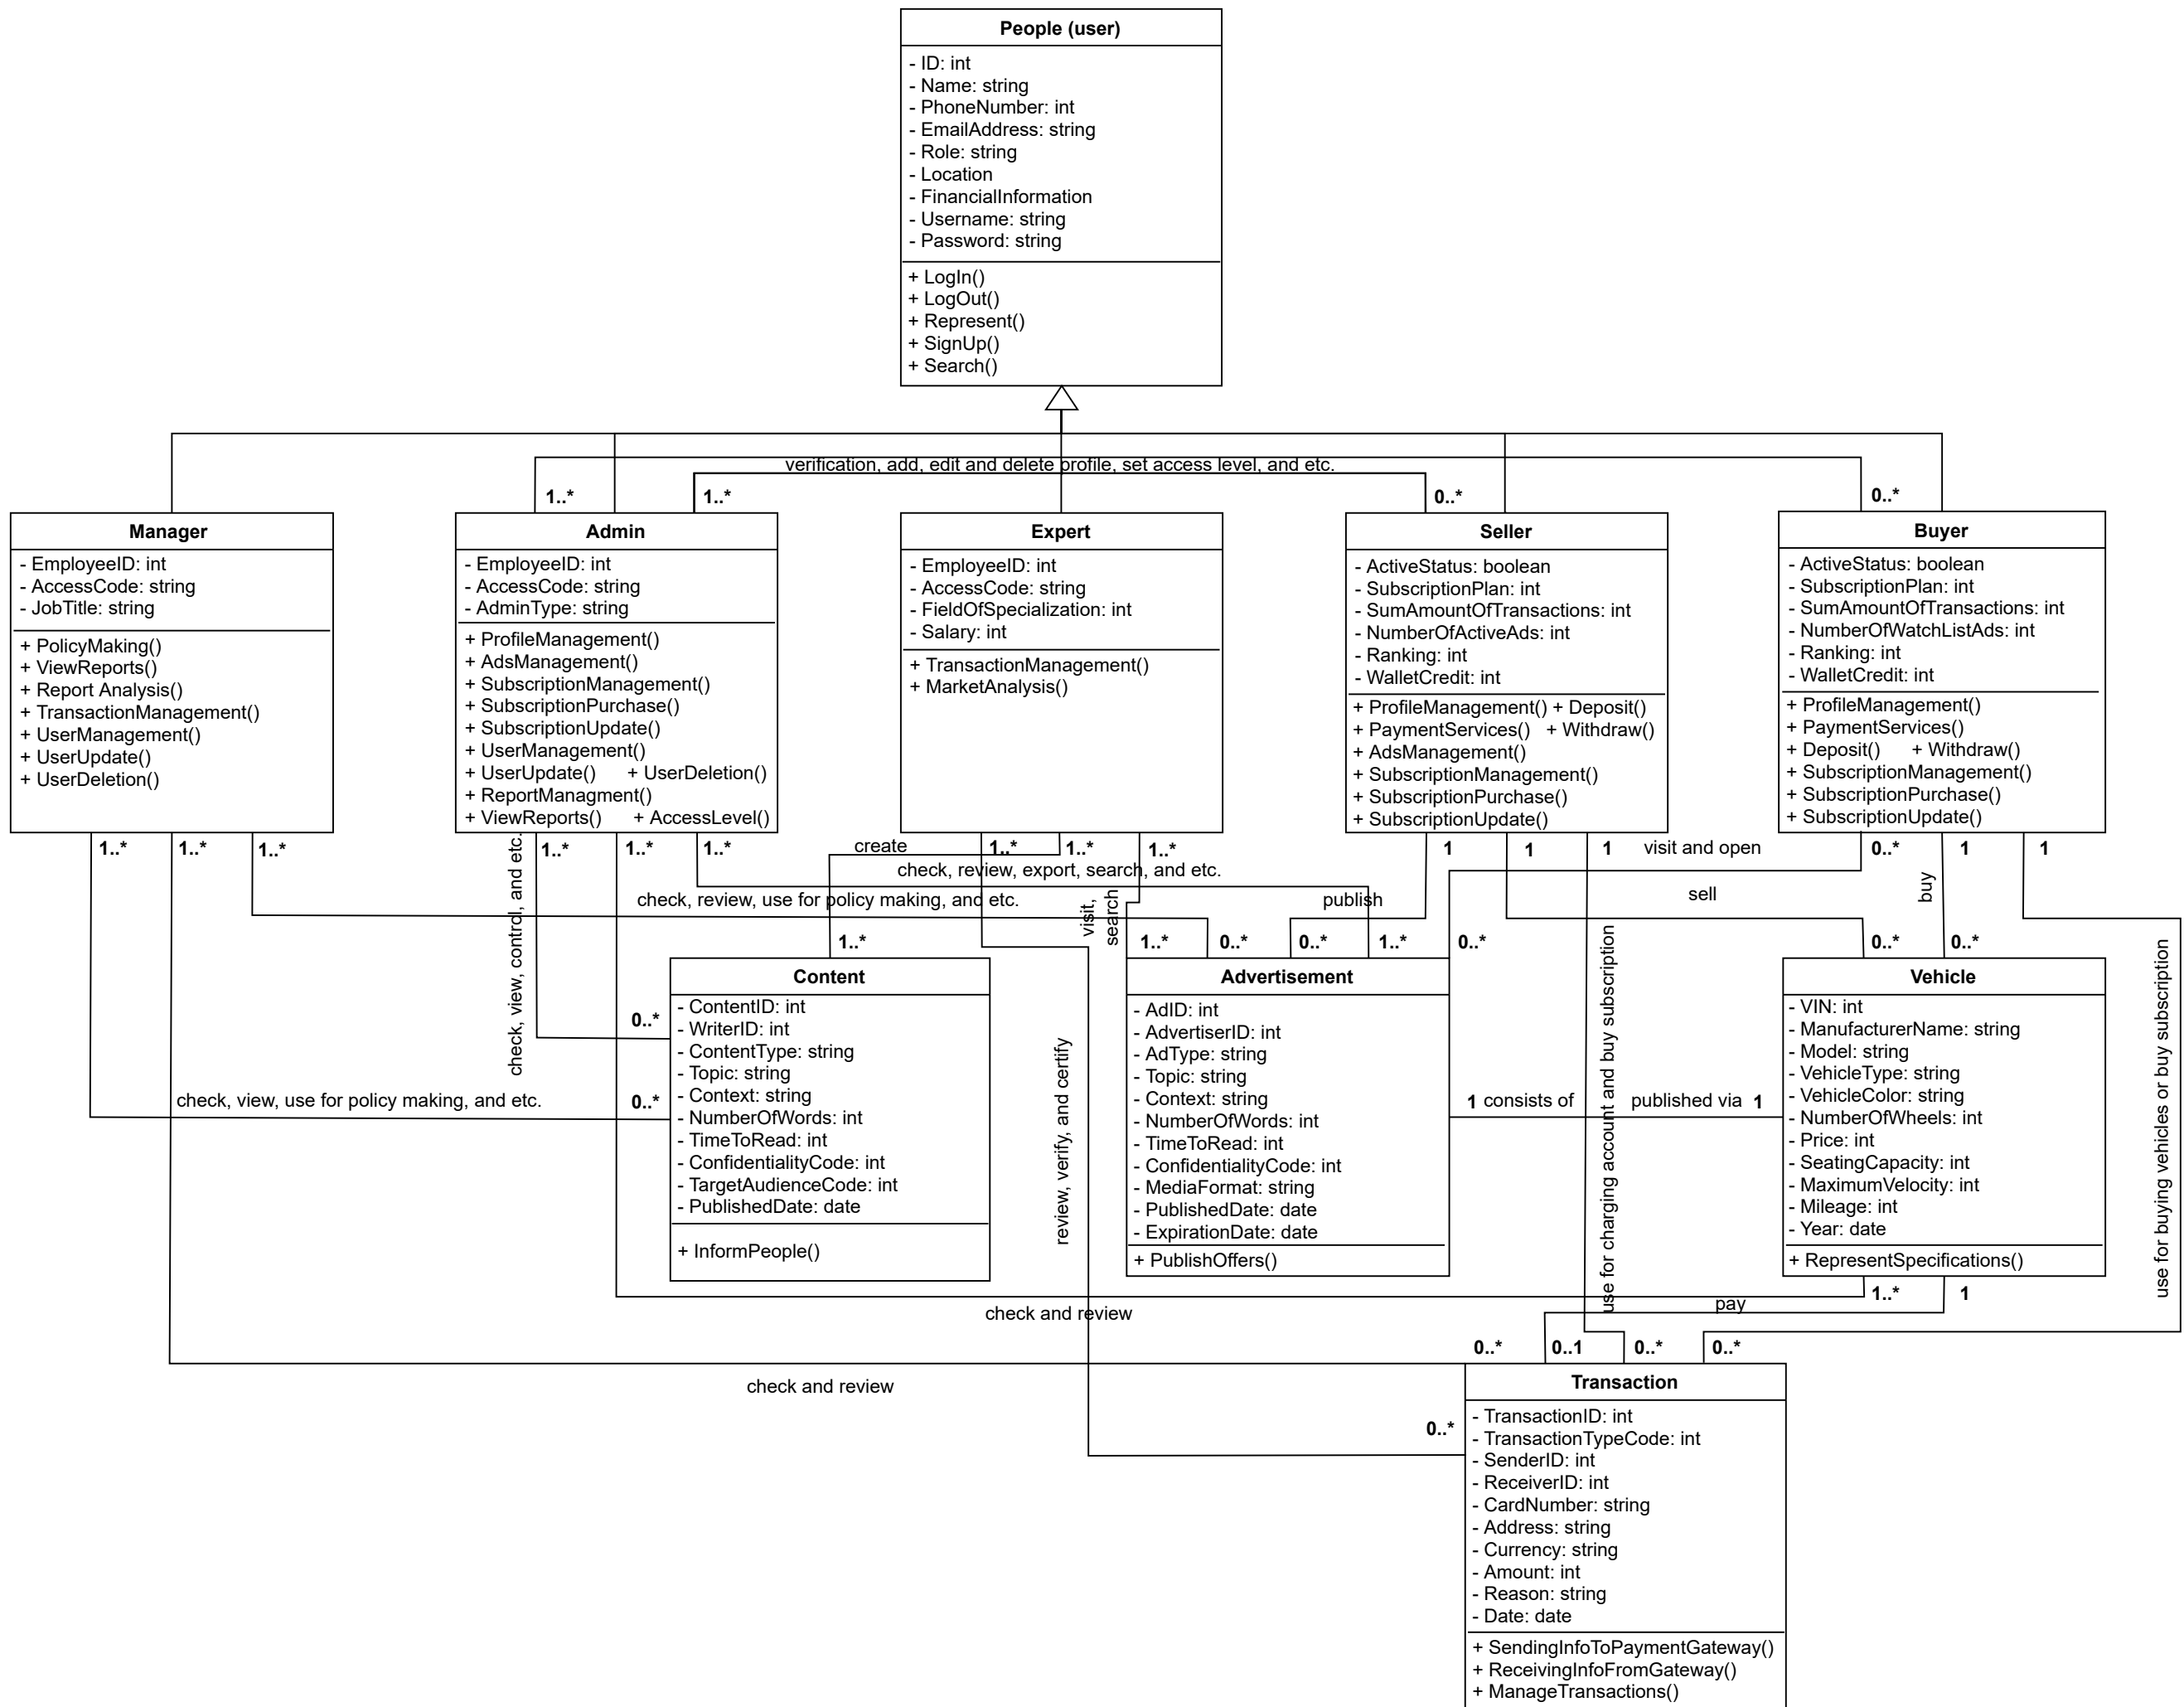 People (user)
- ID: int
- Name: string
- PhoneNumber: int
- EmailAddress: string
- Role: string
- Location
- FinancialInformation
- Username: string
- Password: string
+ LogIn()
+ LogOut()
+ Represent()
+ SignUp()
+ Search()
verification, add, edit and delete profile, set access level, and etc.
1..*
1..*
0..*
0..*
Manager
- EmployeeID: int
- AccessCode: string
- JobTitle: string
+ PolicyMaking()
+ ViewReports()
+ Report Analysis()
+ TransactionManagement()
+ UserManagement()
+ UserUpdate()
+ UserDeletion()
Admin
- EmployeeID: int
- AccessCode: string
- AdminType: string
+ ProfileManagement()
+ AdsManagement()
+ SubscriptionManagement()
+ SubscriptionPurchase()
+ SubscriptionUpdate()
+ UserManagement()
+ UserUpdate() + UserDeletion()
+ ReportManagment()
+ ViewReports() + AccessLevel()
Expert
- EmployeeID: int
- AccessCode: string
- FieldOfSpecialization: int
- Salary: int
+ TransactionManagement()
+ MarketAnalysis()
Seller
- ActiveStatus: boolean
- SubscriptionPlan: int
- SumAmountOfTransactions: int
- NumberOfActiveAds: int
- Ranking: int
- WalletCredit: int
+ ProfileManagement() + Deposit()
+ PaymentServices() + Withdraw()
+ AdsManagement()
+ SubscriptionManagement()
+ SubscriptionPurchase()
+ SubscriptionUpdate()
Buyer
- ActiveStatus: boolean
- SubscriptionPlan: int
- SumAmountOfTransactions: int
- NumberOfWatchListAds: int
- Ranking: int
- WalletCredit: int
+ ProfileManagement()
+ PaymentServices()
+ Deposit() + Withdraw()
+ SubscriptionManagement()
+ SubscriptionPurchase()
+ SubscriptionUpdate()
1..*
1..*
1..*
1..*
1..*
1..*
create
1..*
1..*
1..*
1
1
1
visit and open
0..*
1
1
check, review, export, search, and etc.
check, review, use for policy making, and etc.
publish
sell
buy
check, view, control, and etc.
visit,
search
1..*
1..*
0..*
0..*
1..*
0..*
0..*
0..*
Content
- ContentID: int
- WriterID: int
- ContentType: string
- Topic: string
- Context: string
- NumberOfWords: int
- TimeToRead: int
- ConfidentialityCode: int
- TargetAudienceCode: int
- PublishedDate: date
+ InformPeople()
0..*
check, view, use for policy making, and etc.
0..*
review, verify, and certify
Advertisement
- AdID: int
- AdvertiserID: int
- AdType: string
- Topic: string
- Context: string
- NumberOfWords: int
- TimeToRead: int
- ConfidentialityCode: int
- MediaFormat: string
- PublishedDate: date
- ExpirationDate: date
+ PublishOffers()
1 consists of
published via 1
use for charging account and buy subscription
Vehicle
- VIN: int
- ManufacturerName: string
- Model: string
- VehicleType: string
- VehicleColor: string
- NumberOfWheels: int
- Price: int
- SeatingCapacity: int
- MaximumVelocity: int
- Mileage: int
- Year: date
+ RepresentSpecifications()
use for buying vehicles or buy subscription
1..*
1
check and review
pay
0..*
0..1
0..*
0..*
check and review
0..*
Transaction
- TransactionID: int
- TransactionTypeCode: int
- SenderID: int
- ReceiverID: int
- CardNumber: string
- Address: string
- Currency: string
- Amount: int
- Reason: string
- Date: date
+ SendingInfoToPaymentGateway()
+ ReceivingInfoFromGateway()
+ ManageTransactions()